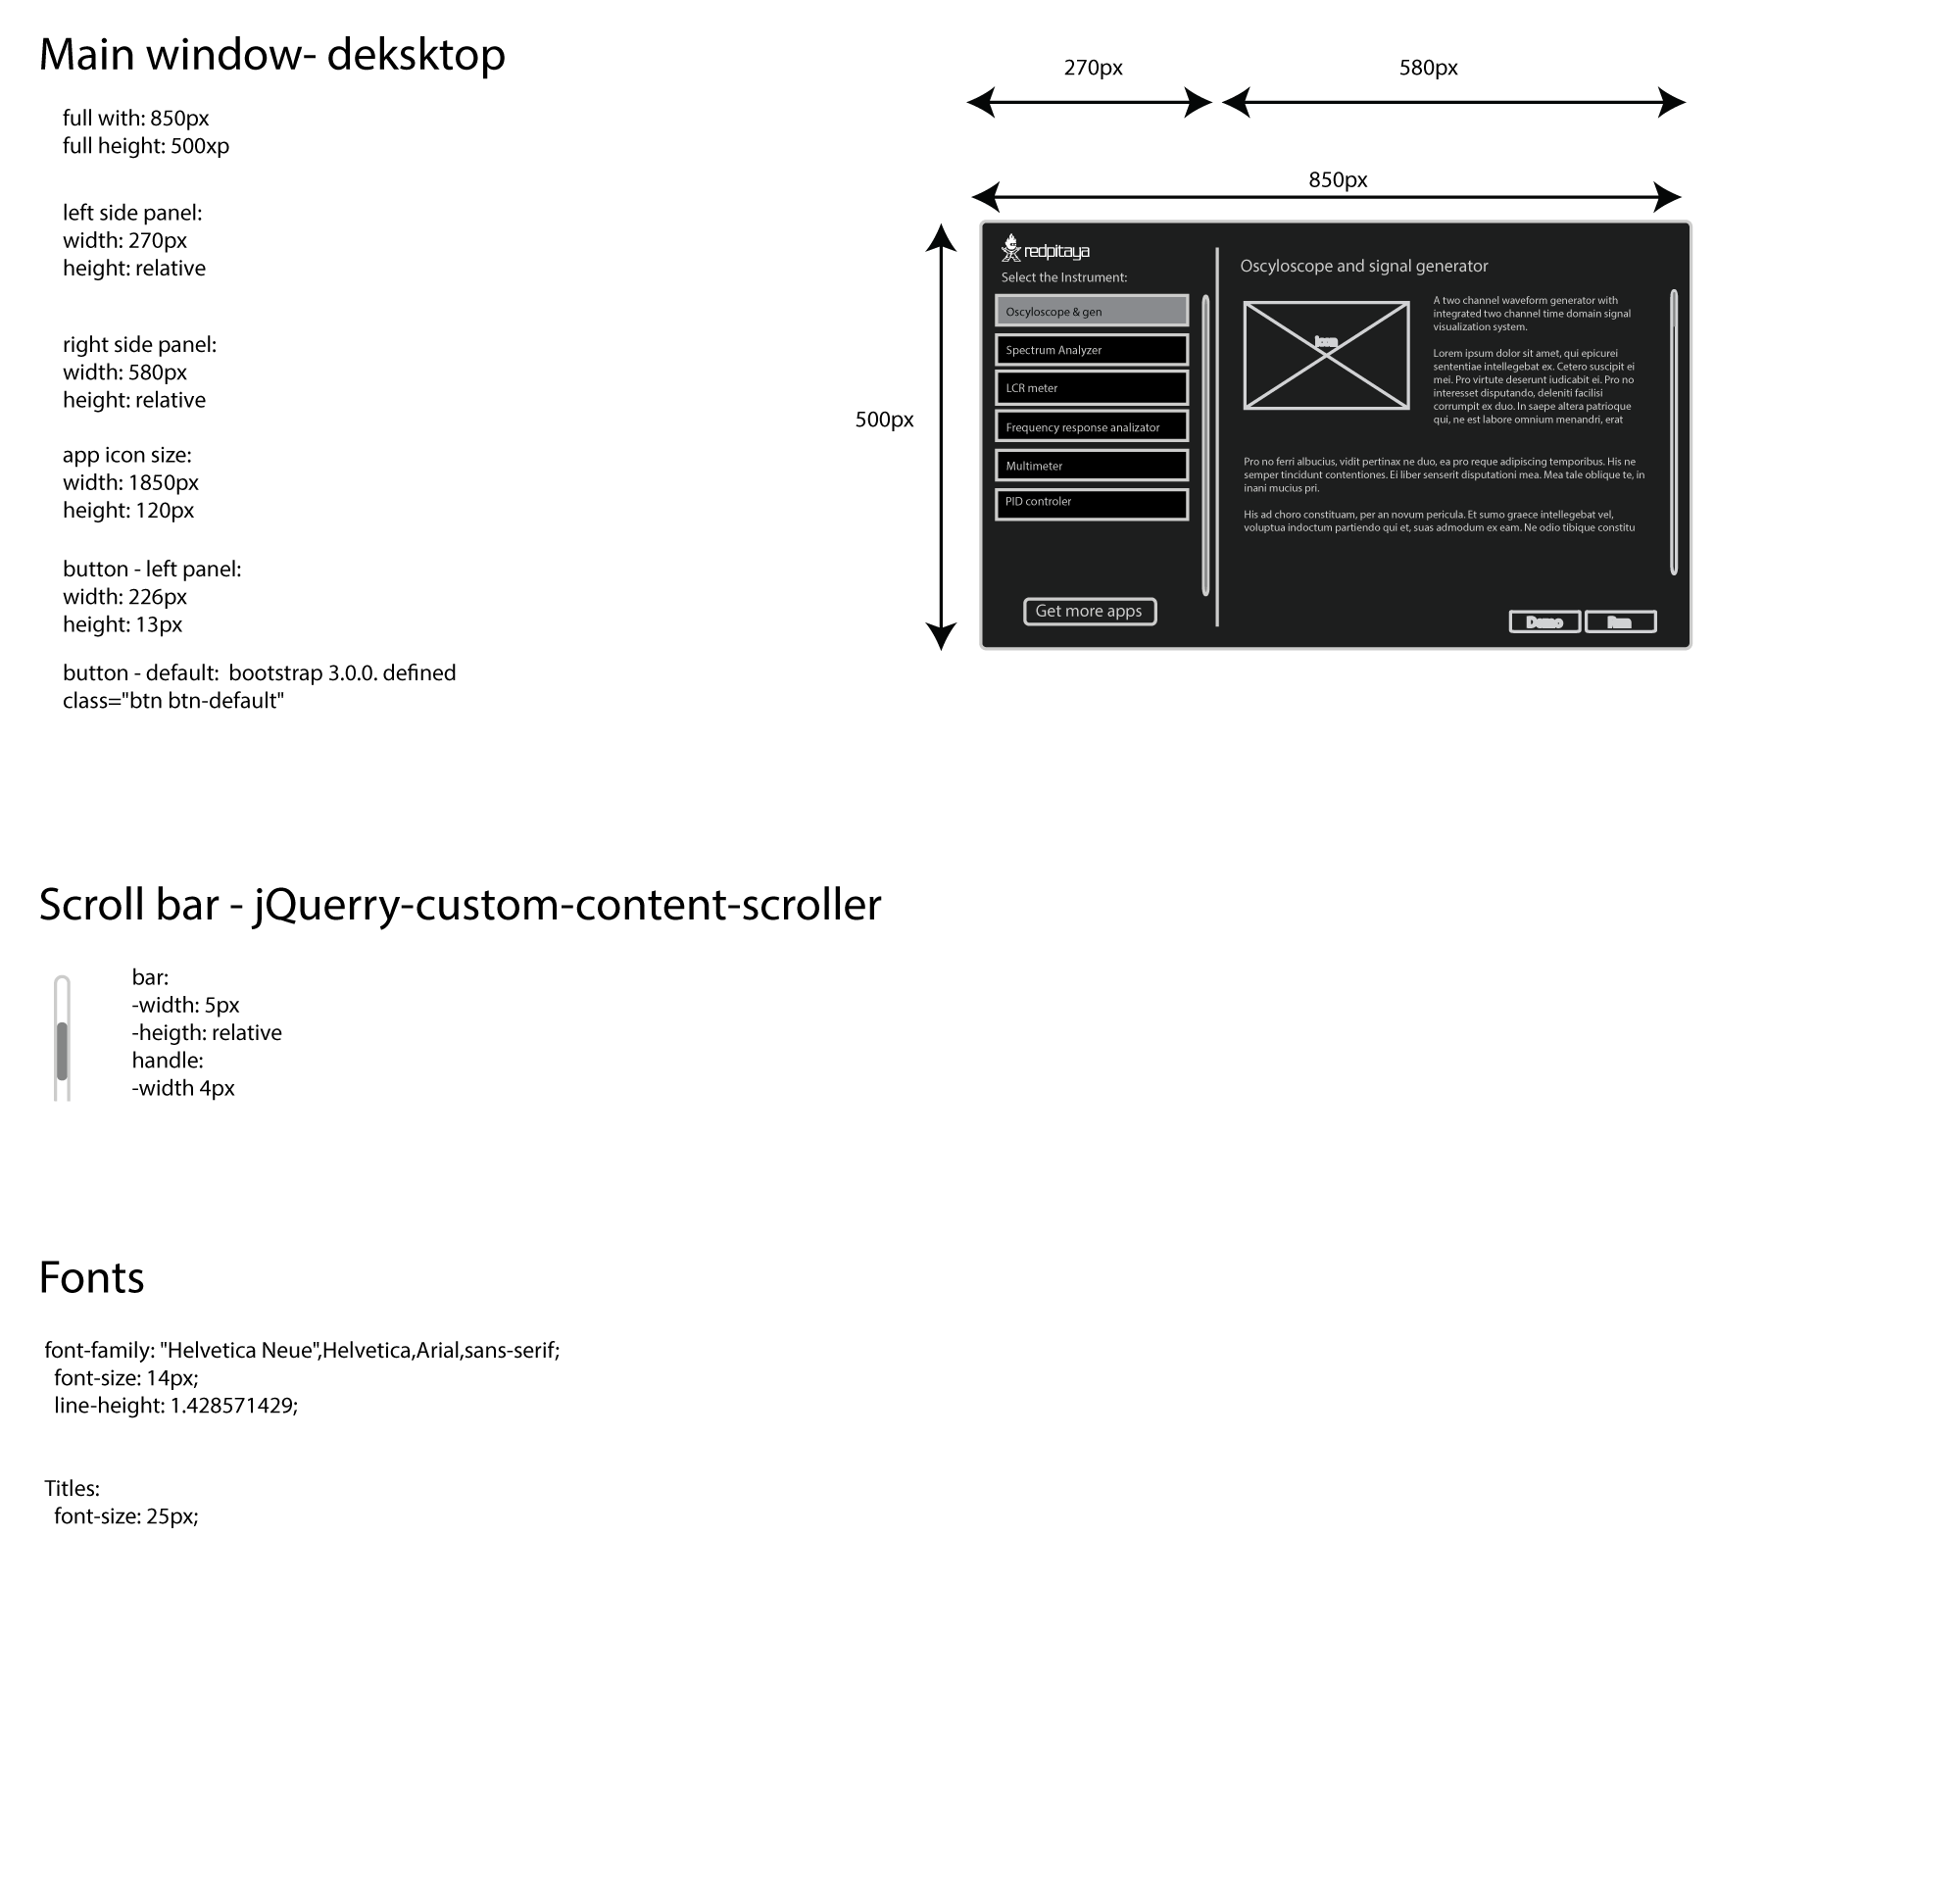 Main window- deksktop
full with: 850px
full height: 500xp
left side panel:
width: 270px
height: relative
right side panel:
width: 580px
height: relative
app icon size:
width: 1850px
height: 120px
button - left panel:
width: 226px
height: 13px
button - default:  bootstrap 3.0.0. defined
class="btn btn-default"
270px
580px
850px
500px
redpitaya
Select the Instrument:
Oscyloscope & gen
Spectrum Analyzer
LCR meter
Frequency response analizator
Multimeter
PID controler
Get more apps
Oscyloscope and signal generator
icon
A two channel waveform generator with
integrated two channel time domain signal
visualization system.
Lorem ipsum dolor sit amet, qui epicurei
sententiae intellegebat ex. Cetero suscipit ei
mei. Pro virtute deserunt iudicabit ei. Pro no
interesset disputando, deleniti facilisi
corrumpit ex duo. In saepe altera patrioque
qui, ne est labore omnium menandri, erat
Pro no ferri albucius, vidit pertinax ne duo, ea pro reque adipiscing temporibus. His ne
semper tincidunt contentiones. Ei liber senserit disputationi mea. Mea tale oblique te, in
inani mucius pri.
His ad choro constituam, per an novum pericula. Et sumo graece intellegebat vel,
voluptua indoctum partiendo qui et, suas admodum ex eam. Ne odio tibique constitu
Demo
Run
Scroll bar - jQuerry-custom-content-scroller
bar:
-width: 5px
-heigth: relative
handle:
-width 4px
Fonts
font-family: "Helvetica Neue",Helvetica,Arial,sans-serif;
font-size: 14px;
line-height: 1.428571429;
Titles:
font-size: 25px;